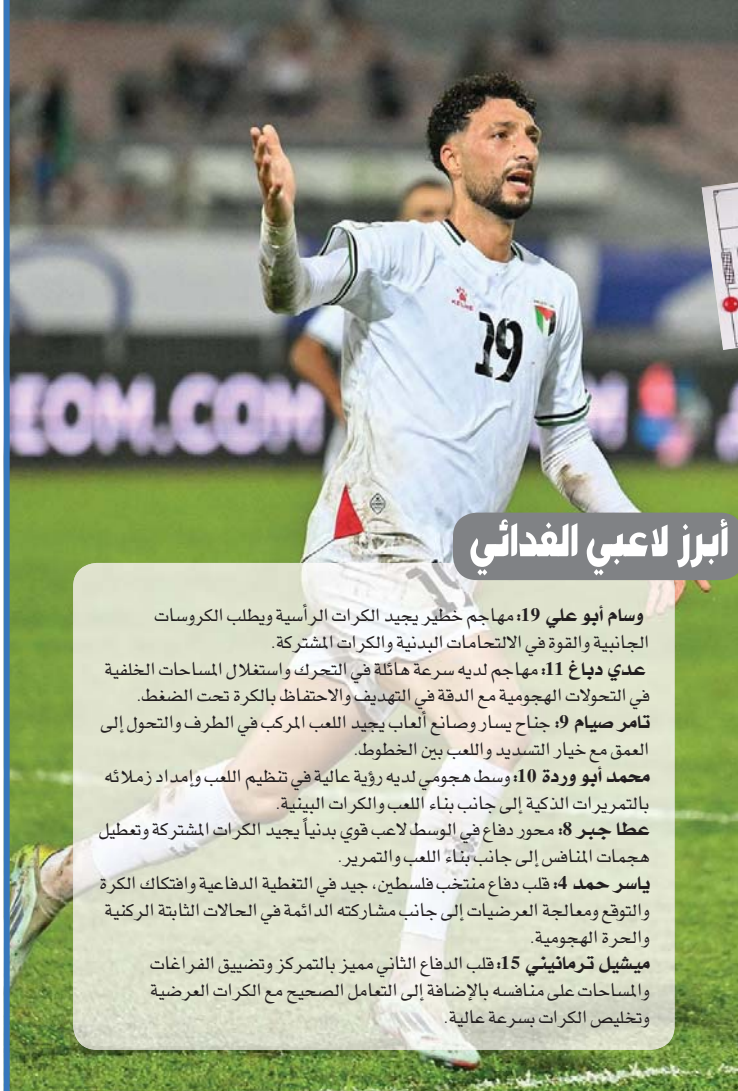 EOM.COM
KELME
19
19
أبرز لاعبي الفدائي
وسام أبو علي 19: مهاجم خطير يجيد الكرات الرأسية ويطلب الكروسات
الجانبية والقوة في الالتحامات البدنية والكرات المشتركة.
عدي دباغ 11: مهاجم لديه سرعة هائلة في التحرك واستغلال المساحات الخلفية
في التحولات الهجومية مع الدقة في التهديف والاحتفاظ بالكرة تحت الضغط.
تامر صيام 9: جناح يسار وصانع ألعاب يجيد اللعب المركب في الطرف والتحول إلى
العمق مع خيار التسديد واللعب بين الخطوط.
محمد أبو وردة 10: وسط هجومي لديه رؤية عالية في تنظيم اللعب وإمداد زملائه
بالتمريرات الذكية إلى جانب بناء اللعب والكرات البينية.
عطا جبر 8: محور دفاع في الوسط لاعب قوي بدنياً يجيد الكرات المشتركة وتعطيل
هجمات المنافس إلى جانب بناء اللعب والتمرير.
ياسر حمد 4: قلب دفاع منتخب فلسطين، جيد في التغطية الدفاعية وافتكاك الكرة
والتوقع ومعالجة العرضيات إلى جانب مشاركته الدائمة في الحالات الثابتة الركنية
والحرة الهجومية.
ميشيل ترمانيني 15: قلب الدفاع الثاني مميز بالتمركز وتضييق الفراغات
والمساحات على منافسه بالإضافة إلى التعامل الصحيح مع الكرات العرضية
وتخليص الكرات بسرعة عالية.